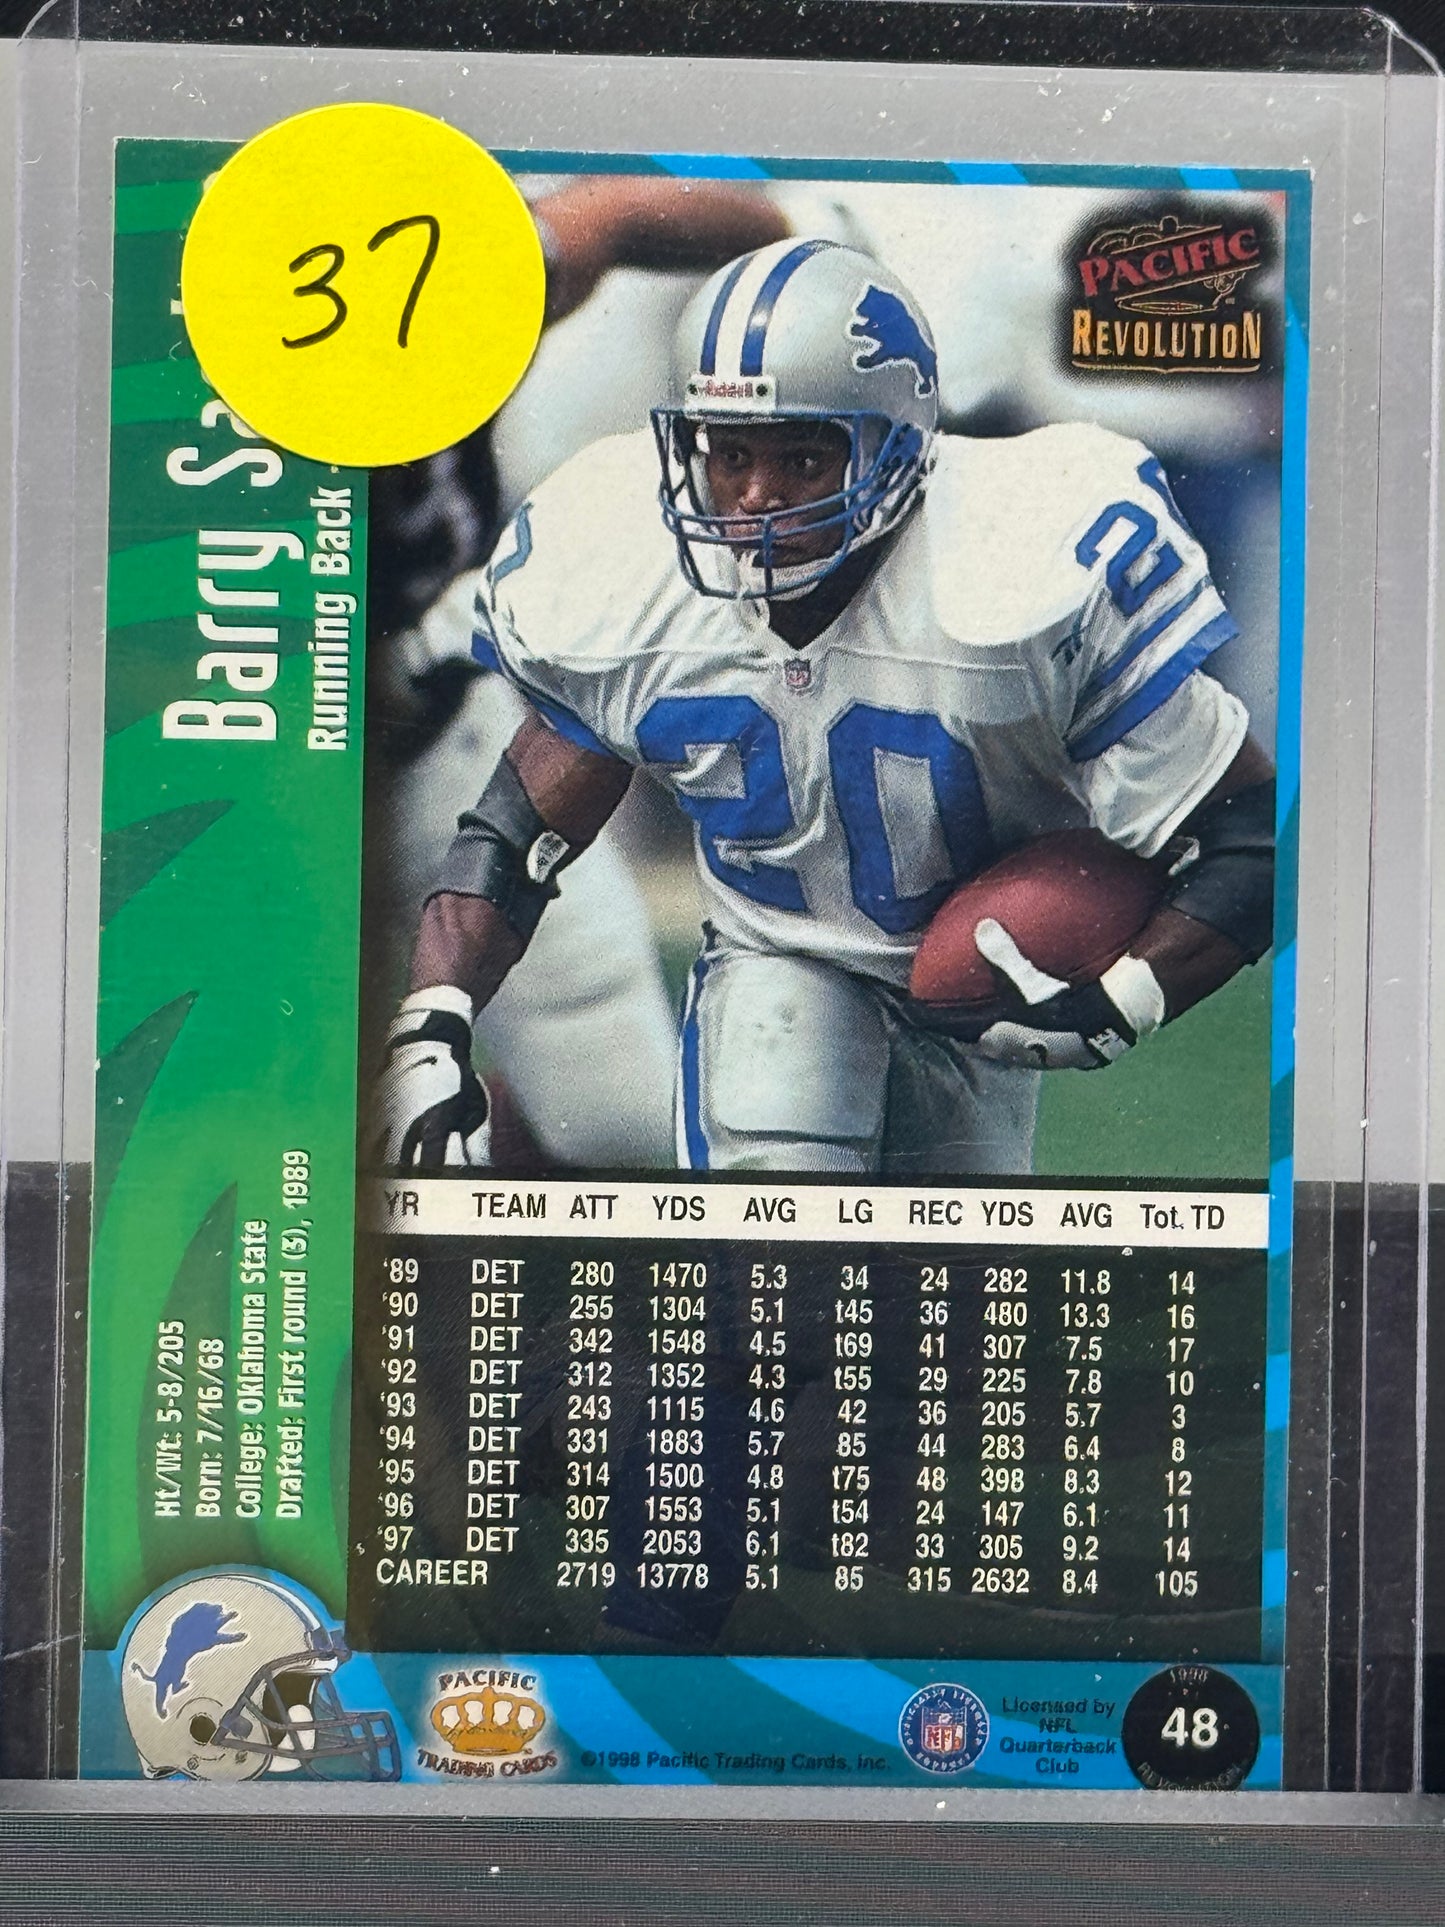 37
Barry Sa
Running Back
PACIFIC
REVOLUTION
Riddell
20
20
YR TEAM ATT YDS AVG LG REC YDS AVG Tot. TD
'89 DET 280 1470 5.3 34 24 282 11.8 14
'90 DET 255 1304 5.1 t45 36 480 13.3 16
'91 DET 342 1548 4.5 t69 41 307 7.5 17
'92 DET 312 1352 4.3 t55 29 225 7.8 10
'93 DET 243 1115 4.6 42 36 205 5.7 3
'94 DET 331 1883 5.7 85 44 283 6.4 8
'95 DET 314 1500 4.8 t75 48 398 8.3 12
'96 DET 307 1553 5.1 t54 24 147 6.1 11
'97 DET 335 2053 6.1 t82 33 305 9.2 14
CAREER 2719 13778 5.1 85 315 2632 8.4 105
Ht/Wt: 5-8/205
Born: 7/16/68
College: Oklahoma State
Drafted: First round (3), 1989
PACIFIC
TRADING CARDS
©1998 Pacific Trading Cards, Inc.
NFL
Licensed by
NFL
Quarterback
Club
1998
48
REVOLUTION